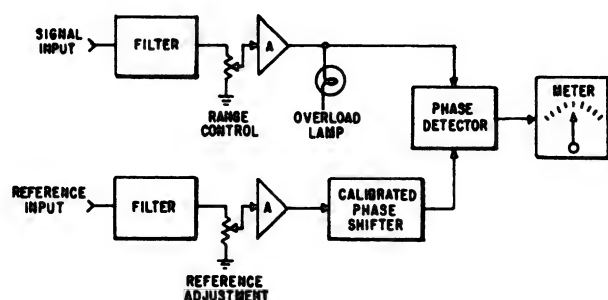 SIGNAL
INPUT
FILTER
RANGE
CONTROL
A
OVERLOAD
LAMP
PHASE
DETECTOR
METER
REFERENCE
INPUT
FILTER
REFERENCE
ADJUSTMENT
A
CALIBRATED
PHASE
SHIFTER